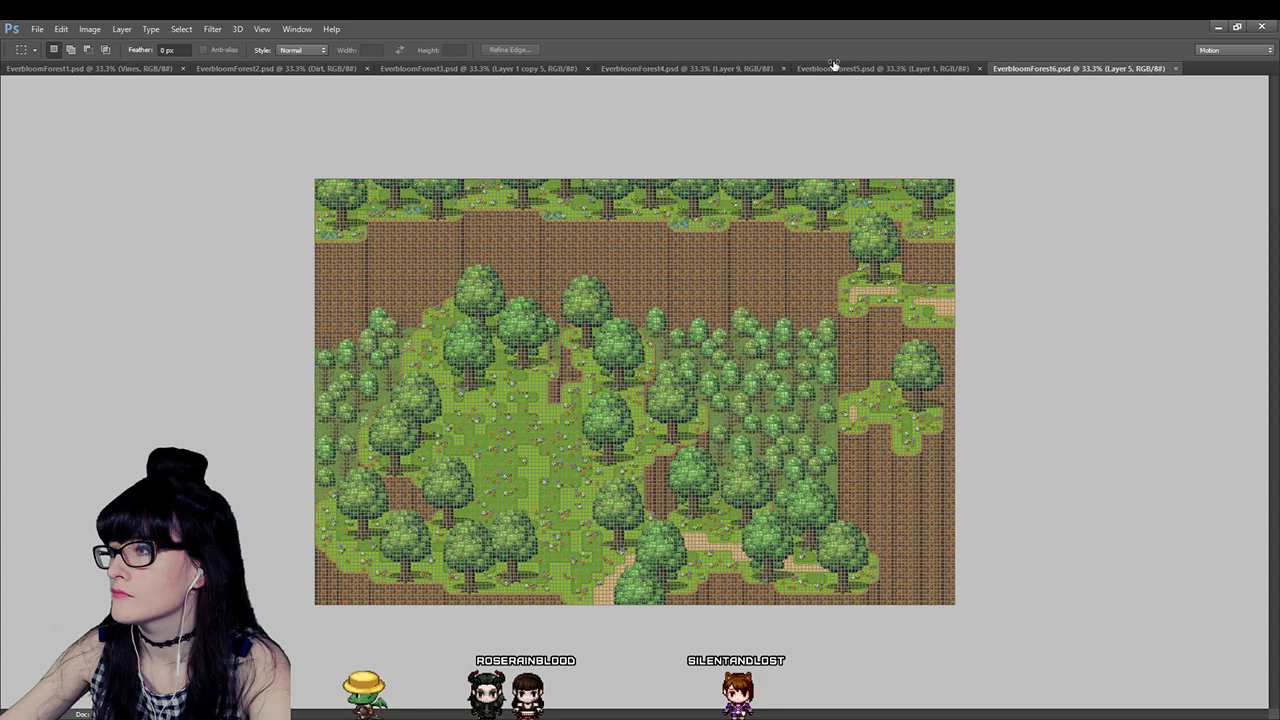 Ps File Edit Image Layer Type Select Filter 3D View Window Help
Feather: 0 px Anti-alias Style: Normal Width: Height: Refine Edge... Motion
EverbloomForest1.psd @ 33.3% (Vines, RGB/8#) × EverbloomForest2.psd @ 33.3% (Dirt, RGB/8#) × EverbloomForest3.psd @ 33.3% (Layer 1 copy 5, RGB/8#) × EverbloomForest4.psd @ 33.3% (Layer 9, RGB/8#) × EverbloomForest5.psd @ 33.3% (Layer 1, RGB/8#) × EverbloomForest6.psd @ 33.3% (Layer 5, RGB/8#) ×
ROSERAINBLOOD SILENTANDLOST
Doc: